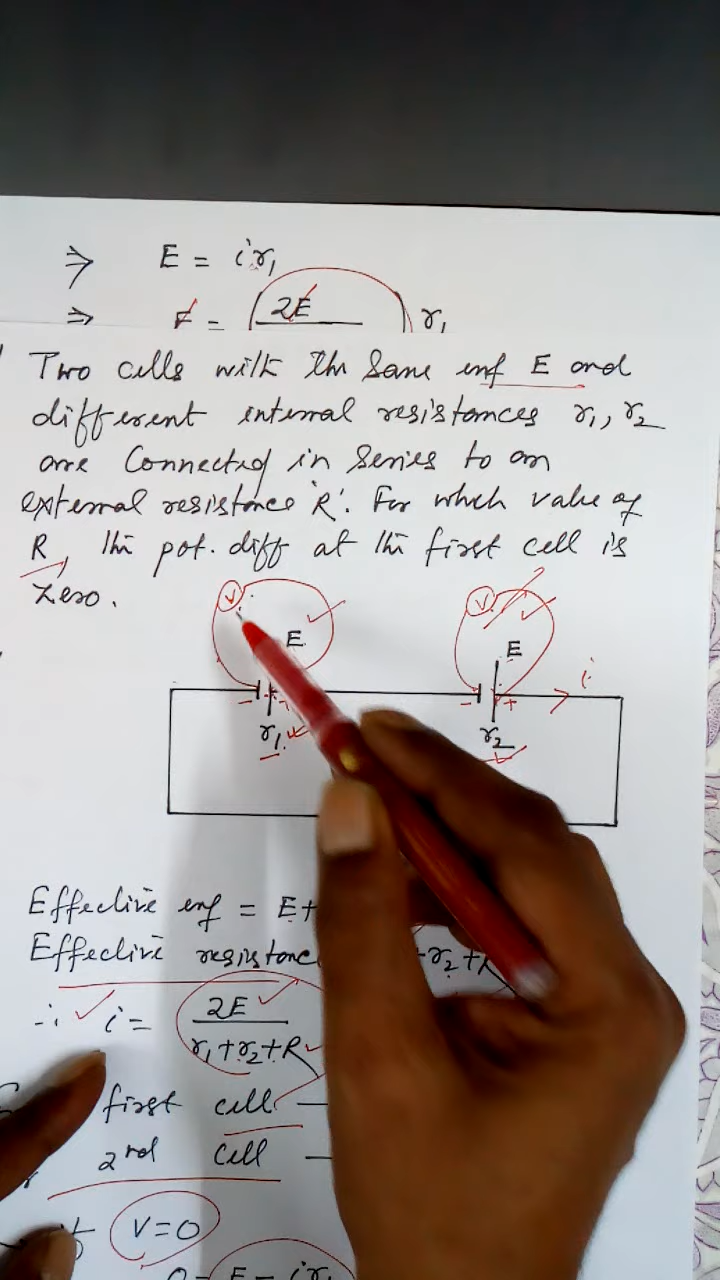 ⇒ E = ir₁
⇒ E = (2E) r₁
Two cells with the Same emf E and
different internal resistances r₁, r₂
are Connected in Series to an
external resistance 'R'. For which value of
R, the pot. diff at the first cell is
Zero.
V V
E E
i
- + - +
r₁ r₂
Effective emf = E+
Effective resistanc r₂+R
∴ i = 2E / r₁+r₂+R
first cell —
2nd cell —
if V=0
0 = E - ir₁